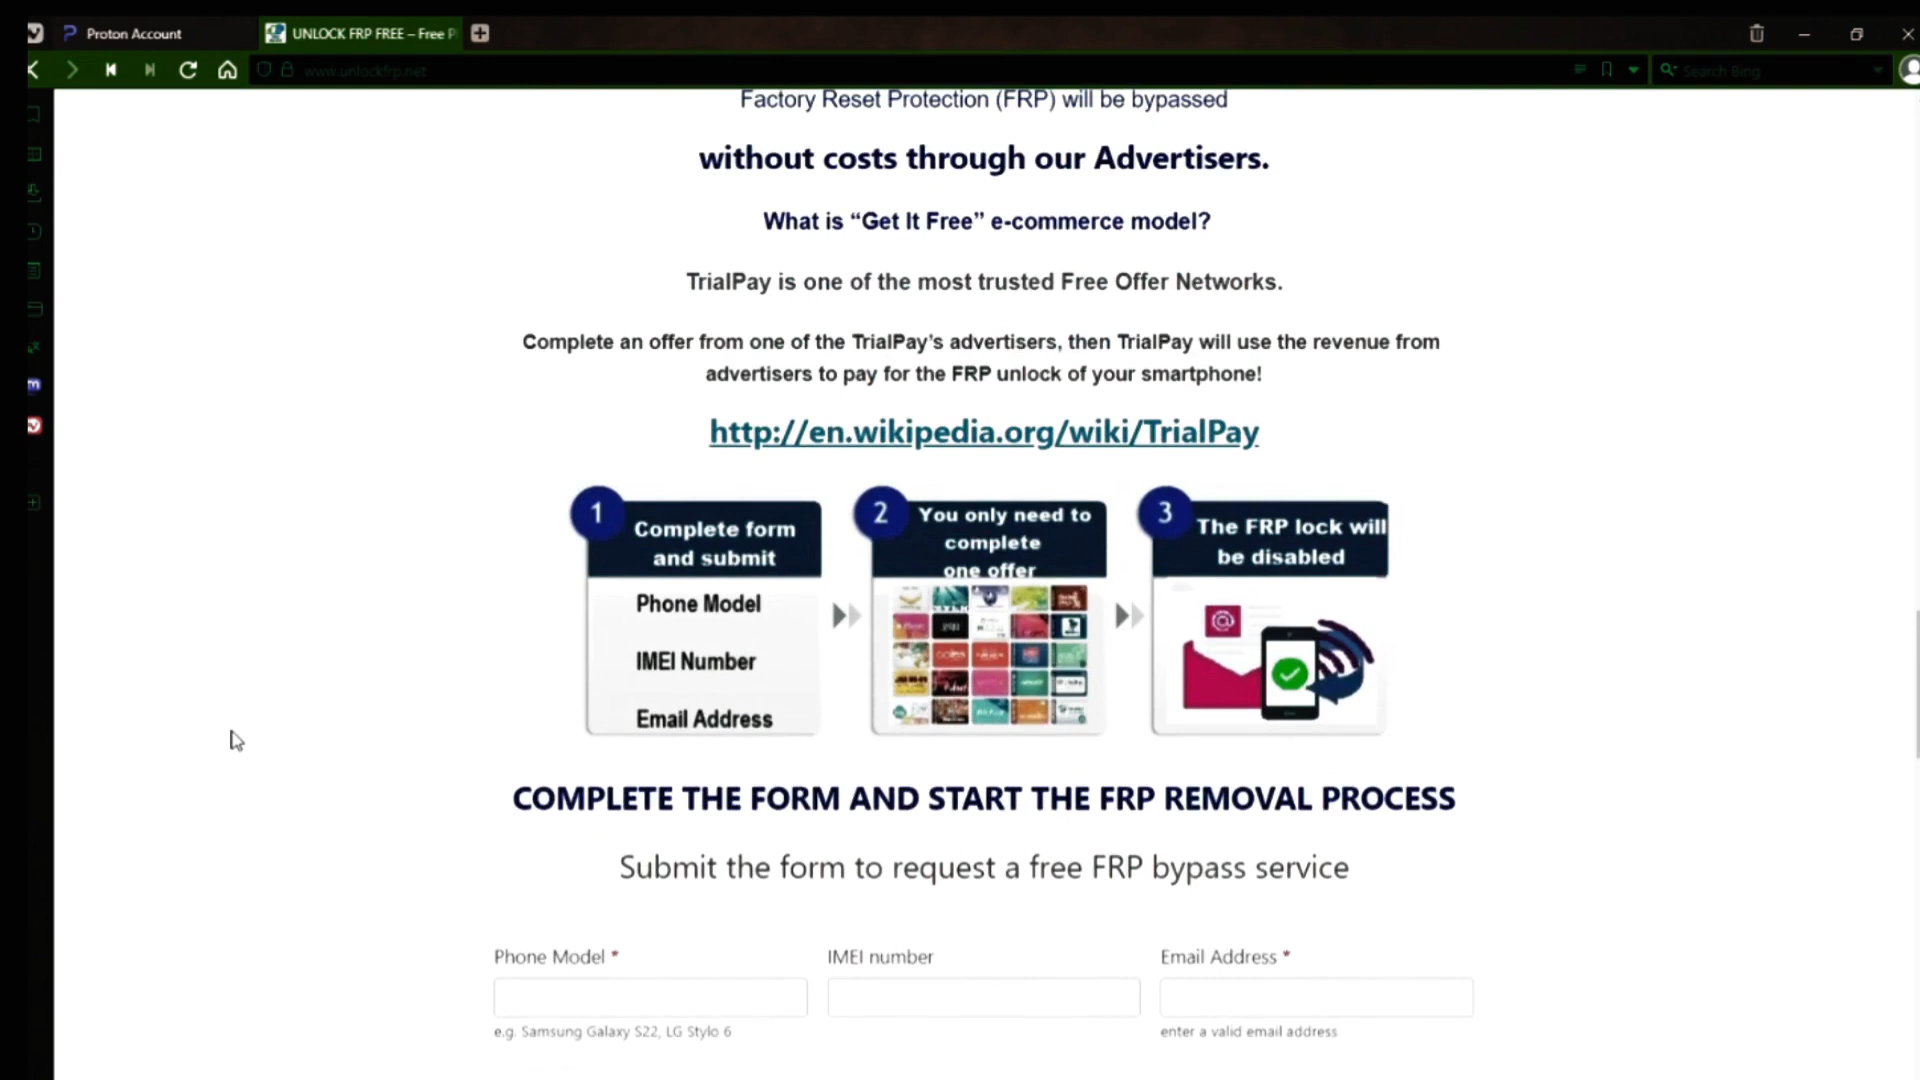 Proton Account
UNLOCK FRP FREE – Free P
www.unlockfrp.net
Search Bing
Factory Reset Protection (FRP) will be bypassed
without costs through our Advertisers.
What is “Get It Free” e-commerce model?
TrialPay is one of the most trusted Free Offer Networks.
Complete an offer from one of the TrialPay’s advertisers, then TrialPay will use the revenue from
advertisers to pay for the FRP unlock of your smartphone!
http://en.wikipedia.org/wiki/TrialPay
1
Complete form
and submit
Phone Model
IMEI Number
Email Address
2
You only need to
complete
one offer
3
The FRP lock will
be disabled
COMPLETE THE FORM AND START THE FRP REMOVAL PROCESS
Submit the form to request a free FRP bypass service
Phone Model *
IMEI number
Email Address *
e.g. Samsung Galaxy S22, LG Stylo 6
enter a valid email address